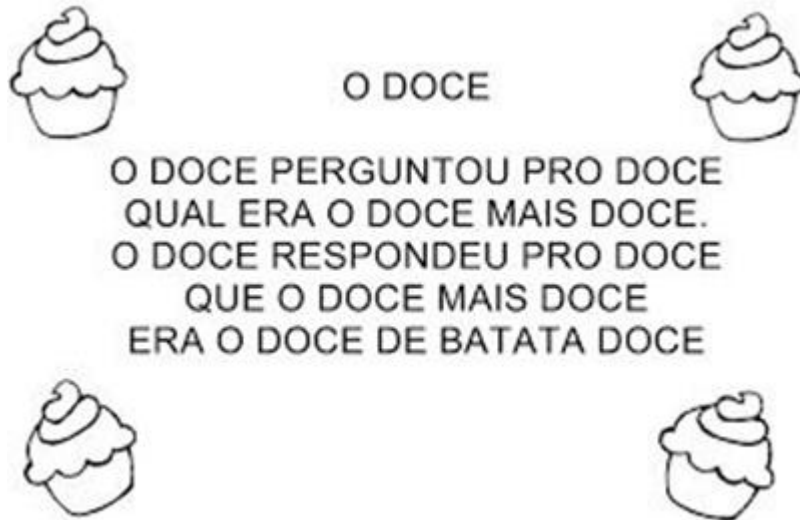 O DOCE
O DOCE PERGUNTOU PRO DOCE
QUAL ERA O DOCE MAIS DOCE.
O DOCE RESPONDEU PRO DOCE
QUE O DOCE MAIS DOCE
ERA O DOCE DE BATATA DOCE